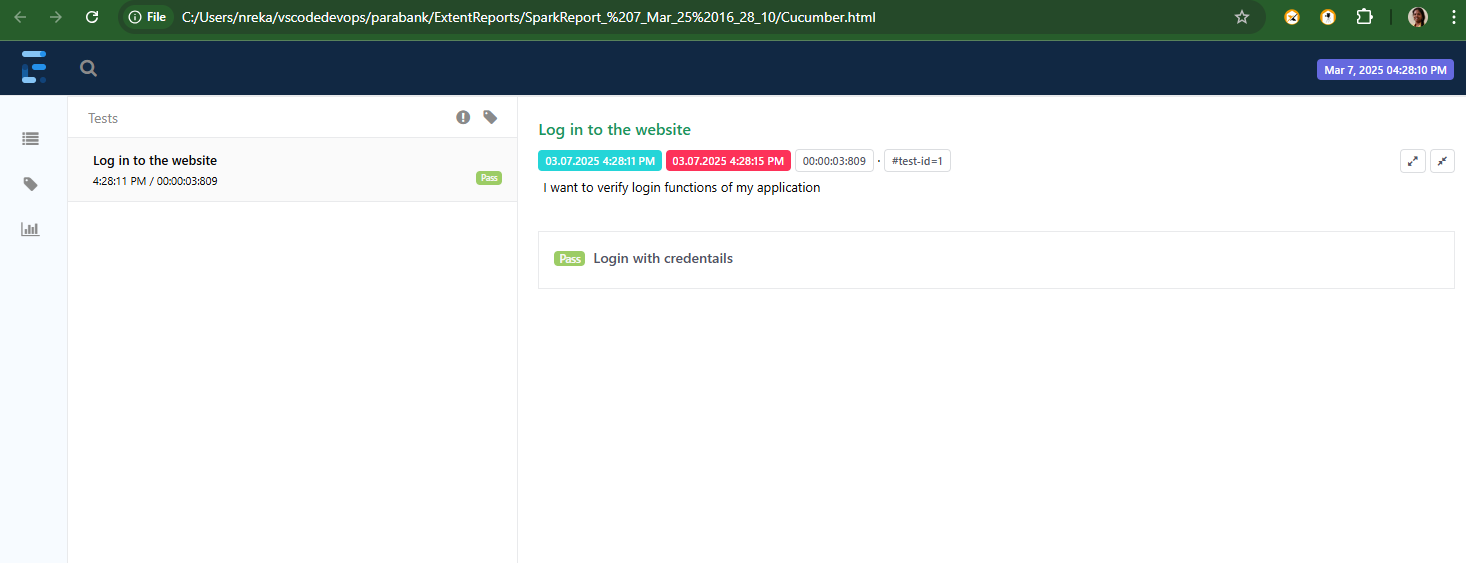 File C:/Users/nreka/vscodedevops/parabank/ExtentReports/SparkReport_%207_Mar_25%2016_28_10/Cucumber.html
Mar 7, 2025 04:28:10 PM
Tests
Log in to the website
4:28:11 PM / 00:00:03:809
Pass
Log in to the website
03.07.2025 4:28:11 PM 03.07.2025 4:28:15 PM 00:00:03:809 · #test-id=1
I want to verify login functions of my application
Pass Login with credentails